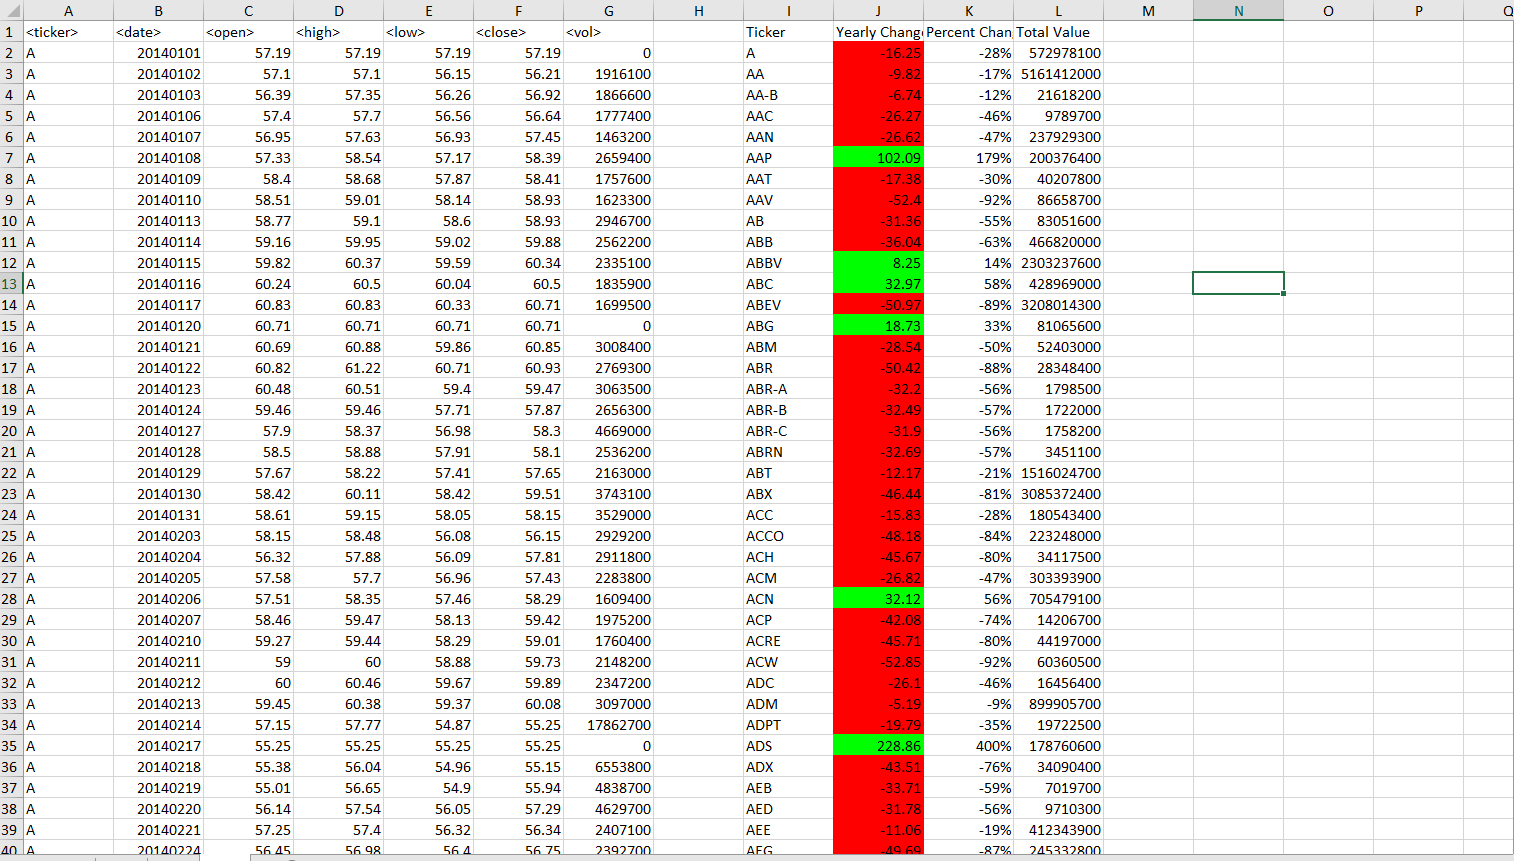 A B C D E F G H I J K L M N O P Q
1 <ticker> <date> <open> <high> <low> <close> <vol> Ticker Yearly Chang Percent Chan Total Value
2 A 20140101 57.19 57.19 57.19 57.19 0 A -16.25 -28% 572978100
3 A 20140102 57.1 57.1 56.15 56.21 1916100 AA -9.82 -17% 5161412000
4 A 20140103 56.39 57.35 56.26 56.92 1866600 AA-B -6.74 -12% 21618200
5 A 20140106 57.4 57.7 56.56 56.64 1777400 AAC -26.27 -46% 9789700
6 A 20140107 56.95 57.63 56.93 57.45 1463200 AAN -26.62 -47% 237929300
7 A 20140108 57.33 58.54 57.17 58.39 2659400 AAP 102.09 179% 200376400
8 A 20140109 58.4 58.68 57.87 58.41 1757600 AAT -17.38 -30% 40207800
9 A 20140110 58.51 59.01 58.14 58.93 1623300 AAV -52.4 -92% 86658700
10 A 20140113 58.77 59.1 58.6 58.93 2946700 AB -31.36 -55% 83051600
11 A 20140114 59.16 59.95 59.02 59.88 2562200 ABB -36.04 -63% 466820000
12 A 20140115 59.82 60.37 59.59 60.34 2335100 ABBV 8.25 14% 2303237600
13 A 20140116 60.24 60.5 60.04 60.5 1835900 ABC 32.97 58% 428969000
14 A 20140117 60.83 60.83 60.33 60.71 1699500 ABEV -50.97 -89% 3208014300
15 A 20140120 60.71 60.71 60.71 60.71 0 ABG 18.73 33% 81065600
16 A 20140121 60.69 60.88 59.86 60.85 3008400 ABM -28.54 -50% 52403000
17 A 20140122 60.82 61.22 60.71 60.93 2769300 ABR -50.42 -88% 28348400
18 A 20140123 60.48 60.51 59.4 59.47 3063500 ABR-A -32.2 -56% 1798500
19 A 20140124 59.46 59.46 57.71 57.87 2656300 ABR-B -32.49 -57% 1722000
20 A 20140127 57.9 58.37 56.98 58.3 4669000 ABR-C -31.9 -56% 1758200
21 A 20140128 58.5 58.88 57.91 58.1 2536200 ABRN -32.69 -57% 3451100
22 A 20140129 57.67 58.22 57.41 57.65 2163000 ABT -12.17 -21% 1516024700
23 A 20140130 58.42 60.11 58.42 59.51 3743100 ABX -46.44 -81% 3085372400
24 A 20140131 58.61 59.15 58.05 58.15 3529000 ACC -15.83 -28% 180543400
25 A 20140203 58.15 58.48 56.08 56.15 2929200 ACCO -48.18 -84% 223248000
26 A 20140204 56.32 57.88 56.09 57.81 2911800 ACH -45.67 -80% 34117500
27 A 20140205 57.58 57.7 56.96 57.43 2283800 ACM -26.82 -47% 303393900
28 A 20140206 57.51 58.35 57.46 58.29 1609400 ACN 32.12 56% 705479100
29 A 20140207 58.46 59.47 58.13 59.42 1975200 ACP -42.08 -74% 14206700
30 A 20140210 59.27 59.44 58.29 59.01 1760400 ACRE -45.71 -80% 44197000
31 A 20140211 59 60 58.88 59.73 2148200 ACW -52.85 -92% 60360500
32 A 20140212 60 60.46 59.67 59.89 2347200 ADC -26.1 -46% 16456400
33 A 20140213 59.45 60.38 59.37 60.08 3097000 ADM -5.19 -9% 899905700
34 A 20140214 57.15 57.77 54.87 55.25 17862700 ADPT -19.79 -35% 19722500
35 A 20140217 55.25 55.25 55.25 55.25 0 ADS 228.86 400% 178760600
36 A 20140218 55.38 56.04 54.96 55.15 6553800 ADX -43.51 -76% 34090400
37 A 20140219 55.01 56.65 54.9 55.94 4838700 AEB -33.71 -59% 7019700
38 A 20140220 56.14 57.54 56.05 57.29 4629700 AED -31.78 -56% 9710300
39 A 20140221 57.25 57.4 56.32 56.34 2407100 AEE -11.06 -19% 412343900
40 A 20140224 56.45 56.98 56.4 56.75 2392700 AEG -49.69 -87% 245332800